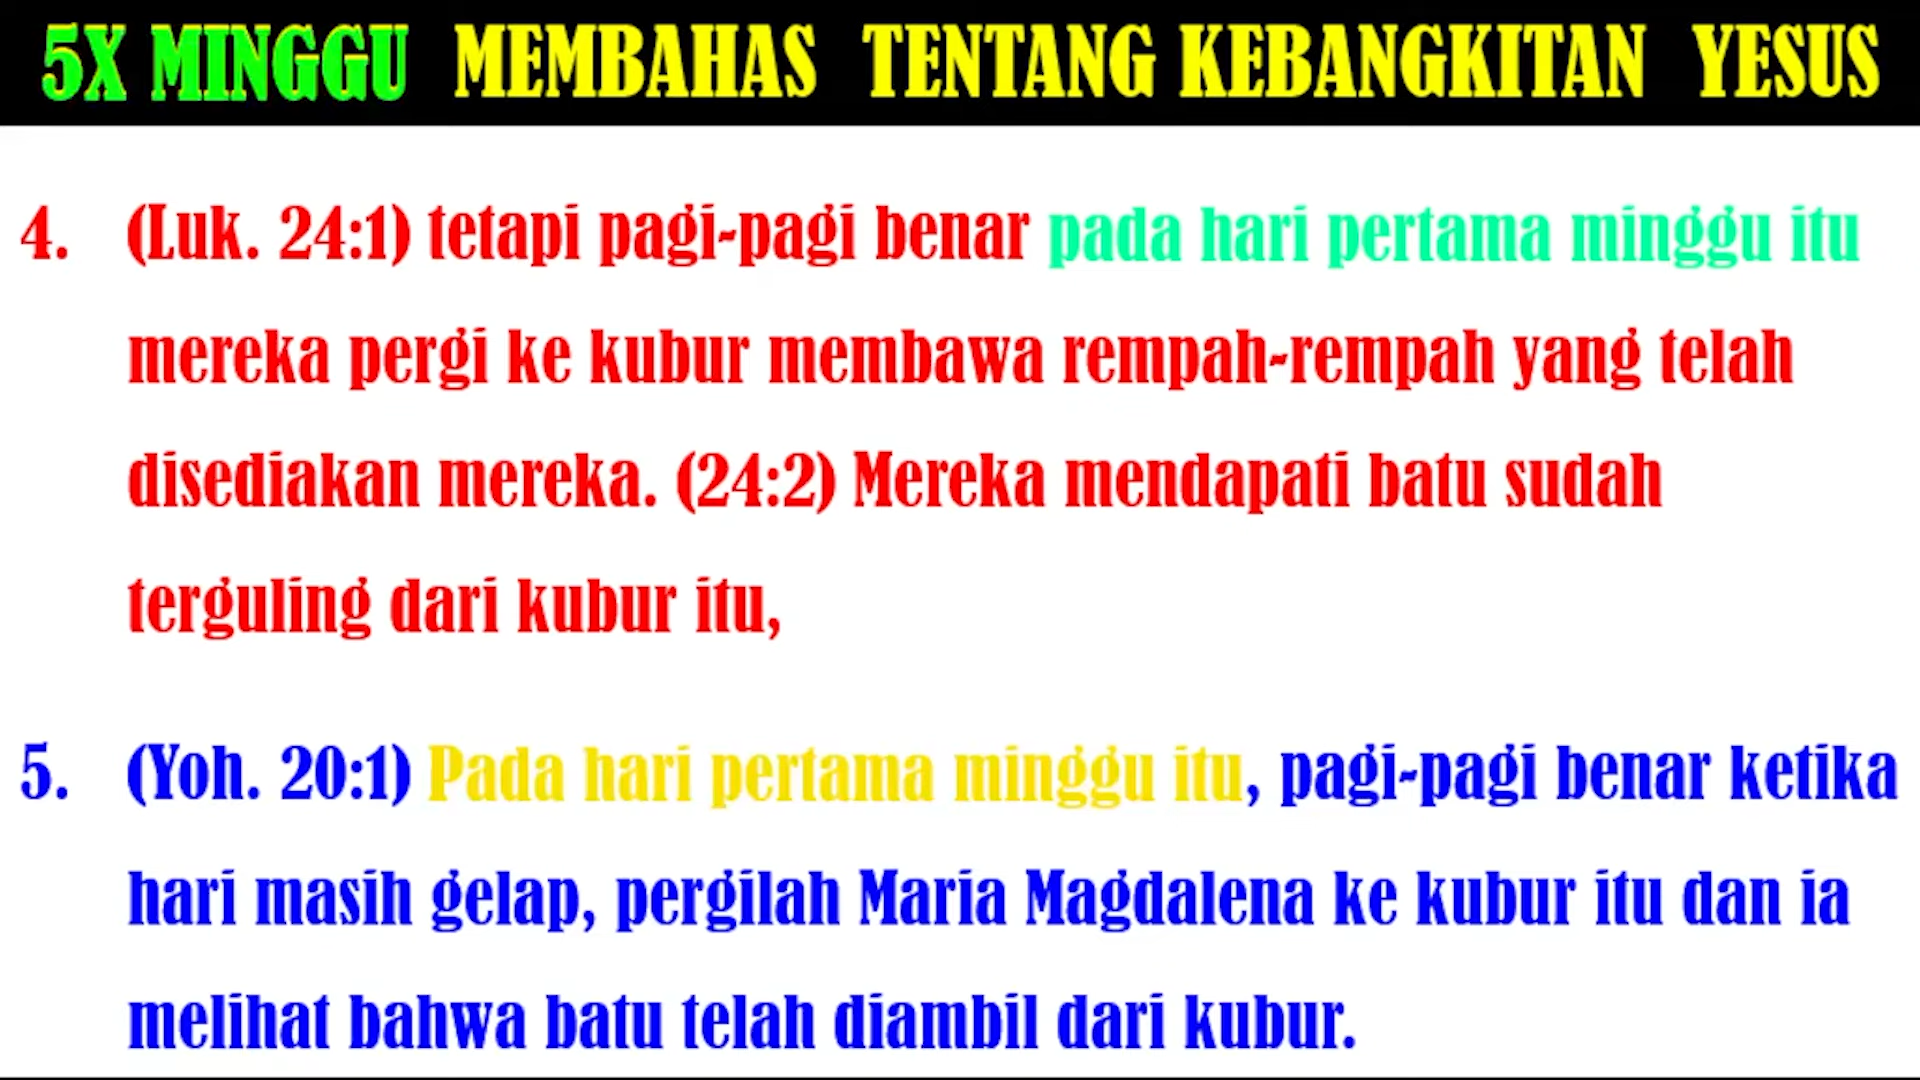 5X MINGGU MEMBAHAS TENTANG KEBANGKITAN YESUS
4. (Luk. 24:1) tetapi pagi-pagi benar pada hari pertama minggu itu
mereka pergi ke kubur membawa rempah-rempah yang telah
disediakan mereka. (24:2) Mereka mendapati batu sudah
terguling dari kubur itu,
5. (Yoh. 20:1) Pada hari pertama minggu itu, pagi-pagi benar ketika
hari masih gelap, pergilah Maria Magdalena ke kubur itu dan ia
melihat bahwa batu telah diambil dari kubur.